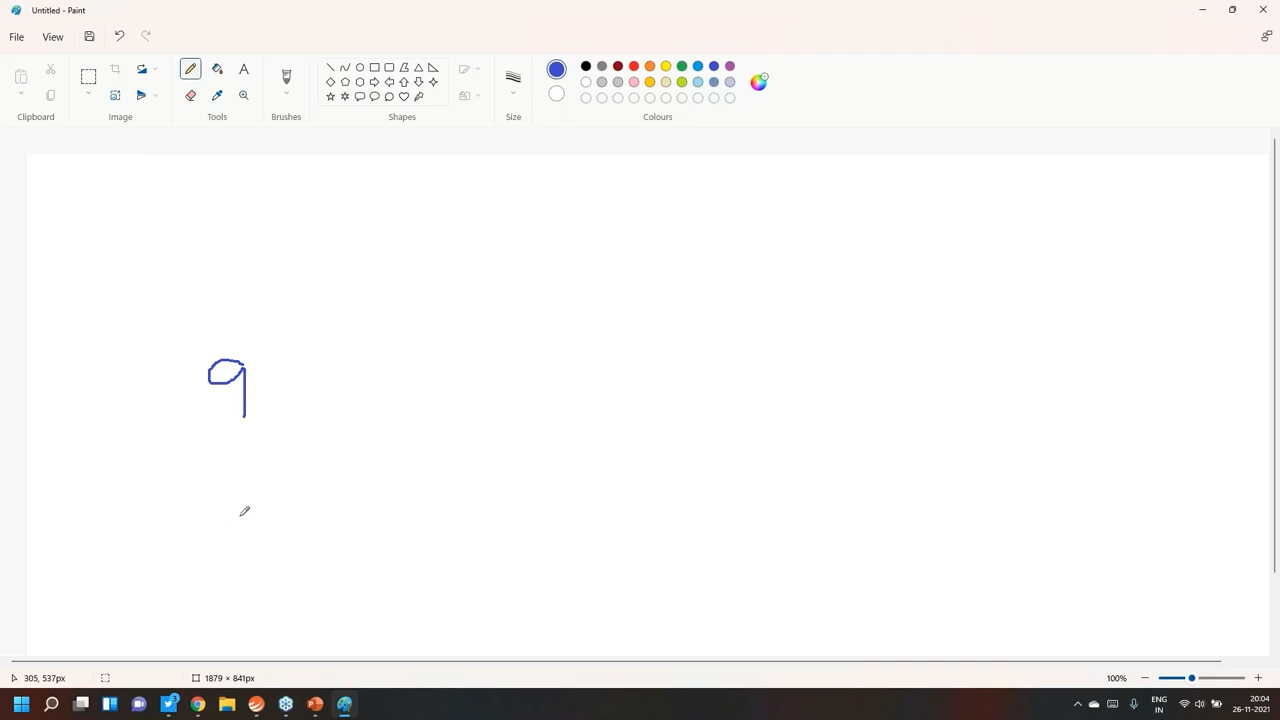 Untitled - Paint
File View
Clipboard Image Tools Brushes Shapes Size Colours
9
305, 537px 1879 × 841px 100%
3 ENG 20:04
IN 26-11-2021